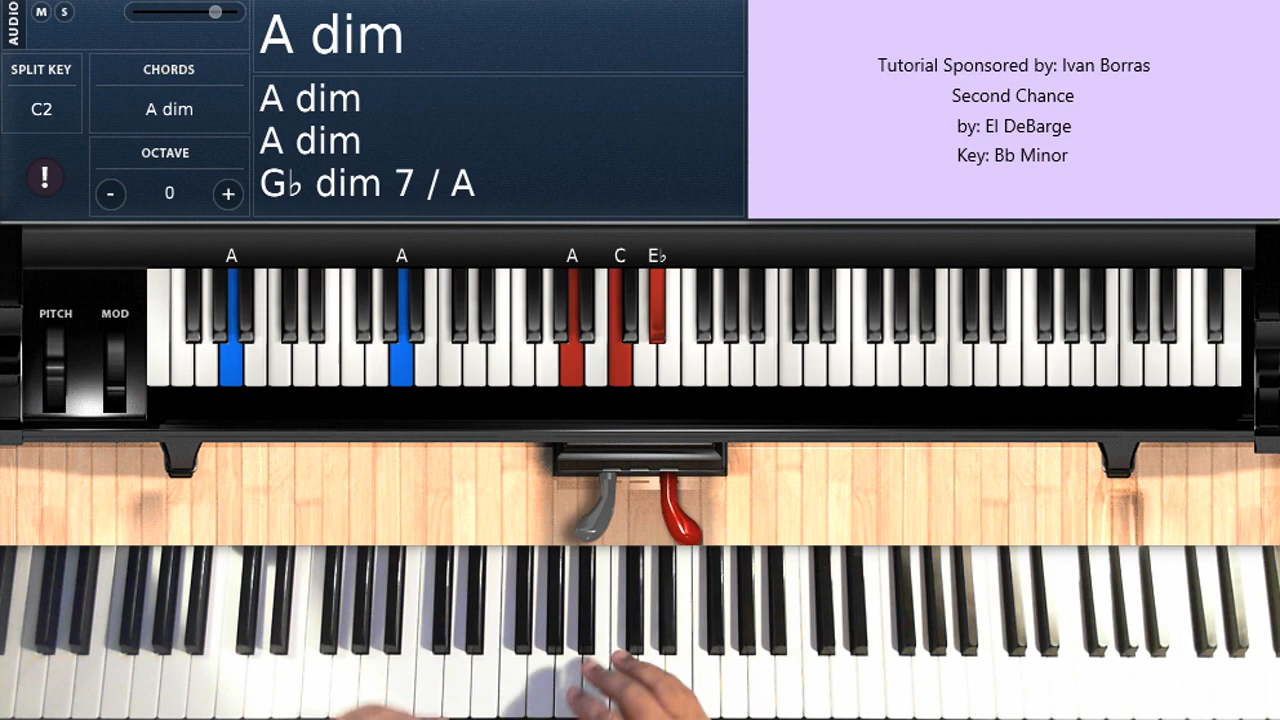 AUDIO
M S
SPLIT KEY
C2
!
CHORDS
A dim
OCTAVE
- 0 +
A dim
A dim
A dim
G♭ dim 7 / A
Tutorial Sponsored by: Ivan Borras
Second Chance
by: El DeBarge
Key: Bb Minor
A A A C E♭
PITCH MOD